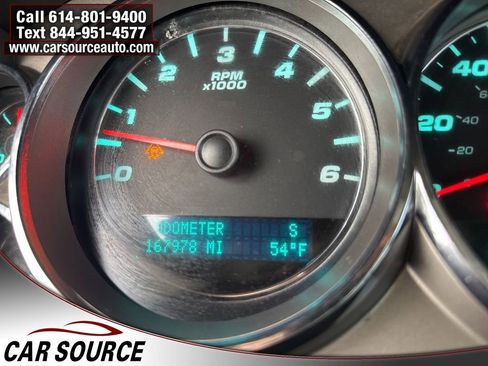 Call 614-801-9400
Text 844-951-4577
www.carsourceauto.com
0
1
2
3
4
5
6
6
RPM
x1000
ODOMETER S
167978 MI 54°F
40
20
40
20
CAR SOURCE